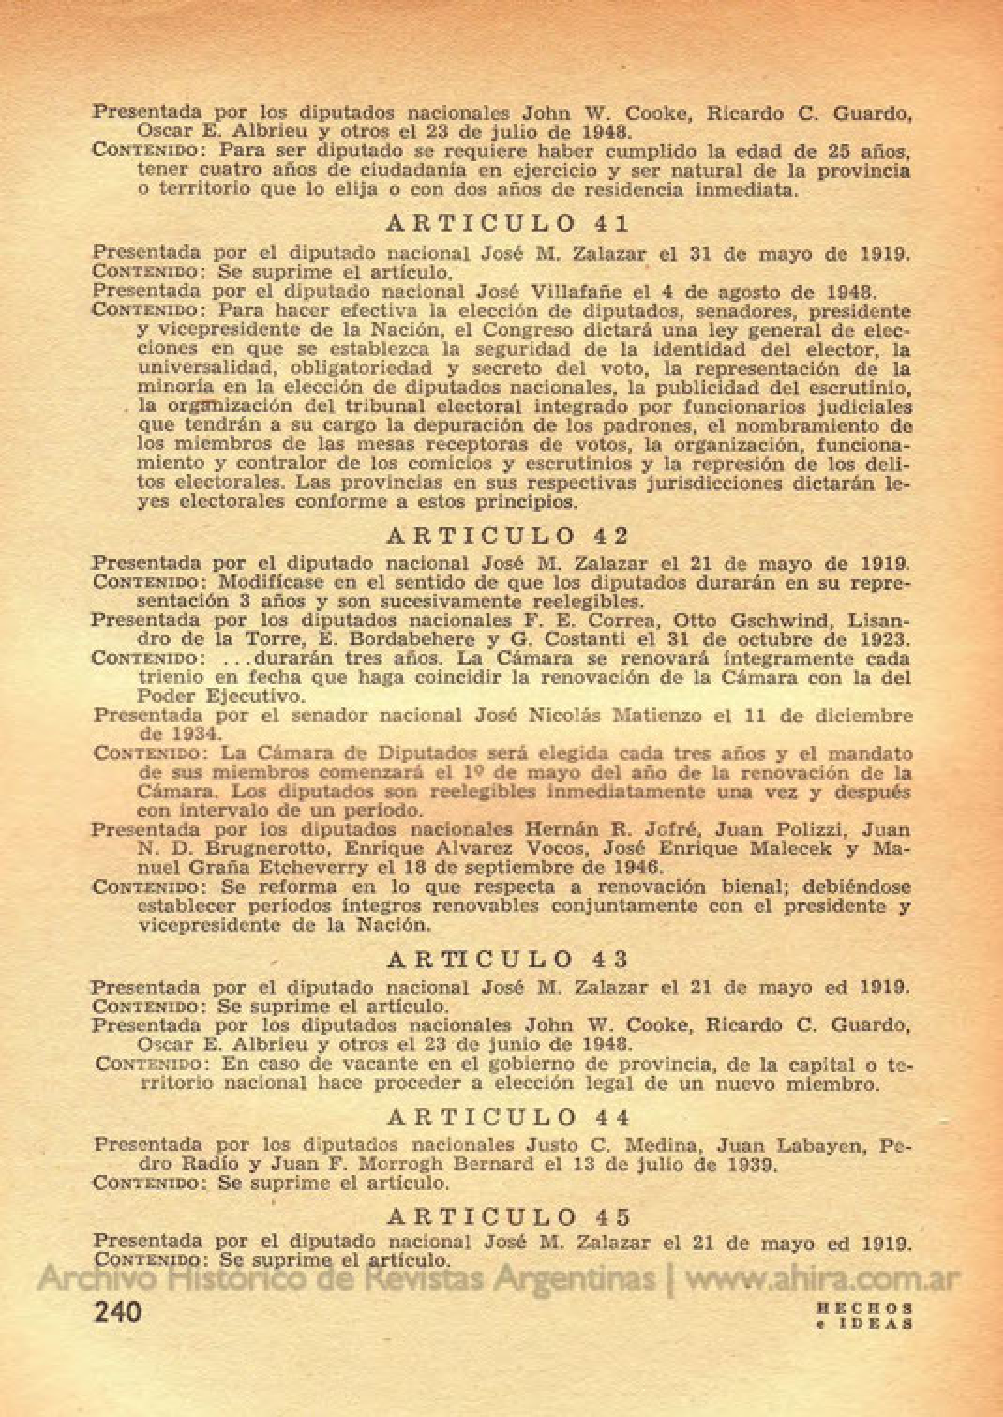 Presentada por los diputados nacionales John W. Cooke, Ricardo C. Guardo,
Oscar E. Albrieu y otros el 23 de julio de 1948.
CONTENIDO: Para ser diputado se requiere haber cumplido la edad de 25 años,
tener cuatro años de ciudadanía en ejercicio y ser natural de la provincia
o territorio que lo elija o con dos años de residencia inmediata.
ARTICULO 41
Presentada por el diputado nacional José M. Zalazar el 31 de mayo de 1919.
CONTENIDO: Se suprime el artículo.
Presentada por el diputado nacional José Villafañe el 4 de agosto de 1948.
CONTENIDO: Para hacer efectiva la elección de diputados, senadores, presidente
y vicepresidente de la Nación, el Congreso dictará una ley general de elec-
ciones en que se establezca la seguridad de la identidad del elector, la
universalidad, obligatoriedad y secreto del voto, la representación de la
minoría en la elección de diputados nacionales, la publicidad del escrutinio,
la organización del tribunal electoral integrado por funcionarios judiciales
que tendrán a su cargo la depuración de los padrones, el nombramiento de
los miembros de las mesas receptoras de votos, la organización, funciona-
miento y contralor de los comicios y escrutinios y la represión de los deli-
tos electorales. Las provincias en sus respectivas jurisdicciones dictarán le-
yes electorales conforme a estos principios.
ARTICULO 42
Presentada por el diputado nacional José M. Zalazar el 21 de mayo de 1919.
CONTENIDO: Modifícase en el sentido de que los diputados durarán en su repre-
sentación 3 años y son sucesivamente reelegibles.
Presentada por los diputados nacionales F. E. Correa, Otto Gschwind, Lisan-
dro de la Torre, E. Bordabehere y G. Costanti el 31 de octubre de 1923.
CONTENIDO: ...durarán tres años. La Cámara se renovará íntegramente cada
trienio en fecha que haga coincidir la renovación de la Cámara con la del
Poder Ejecutivo.
Presentada por el senador nacional José Nicolás Matienzo el 11 de diciembre
de 1934.
CONTENIDO: La Cámara de Diputados será elegida cada tres años y el mandato
de sus miembros comenzará el 1º de mayo del año de la renovación de la
Cámara. Los diputados son reelegibles inmediatamente una vez y después
con intervalo de un período.
Presentada por los diputados nacionales Hernán R. Jofré, Juan Polizzi, Juan
N. D. Brugnerotto, Enrique Alvarez Vocos, José Enrique Malecek y Ma-
nuel Graña Etcheverry el 18 de septiembre de 1946.
CONTENIDO: Se reforma en lo que respecta a renovación bienal; debiéndose
establecer períodos íntegros renovables conjuntamente con el presidente y
vicepresidente de la Nación.
ARTICULO 43
Presentada por el diputado nacional José M. Zalazar el 21 de mayo ed 1919.
CONTENIDO: Se suprime el artículo.
Presentada por los diputados nacionales John W. Cooke, Ricardo C. Guardo,
Oscar E. Albrieu y otros el 23 de junio de 1948.
CONTENIDO: En caso de vacante en el gobierno de provincia, de la capital o te-
rritorio nacional hace proceder a elección legal de un nuevo miembro.
ARTICULO 44
Presentada por los diputados nacionales Justo C. Medina, Juan Labayen, Pe-
dro Radío y Juan F. Morrogh Bernard el 13 de julio de 1939.
CONTENIDO: Se suprime el artículo.
ARTICULO 45
Presentada por el diputado nacional José M. Zalazar el 21 de mayo ed 1919.
CONTENIDO: Se suprime el artículo.
Archivo Histórico de Revistas Argentinas | www.ahira.com.ar
240
HECHOS
e IDEAS